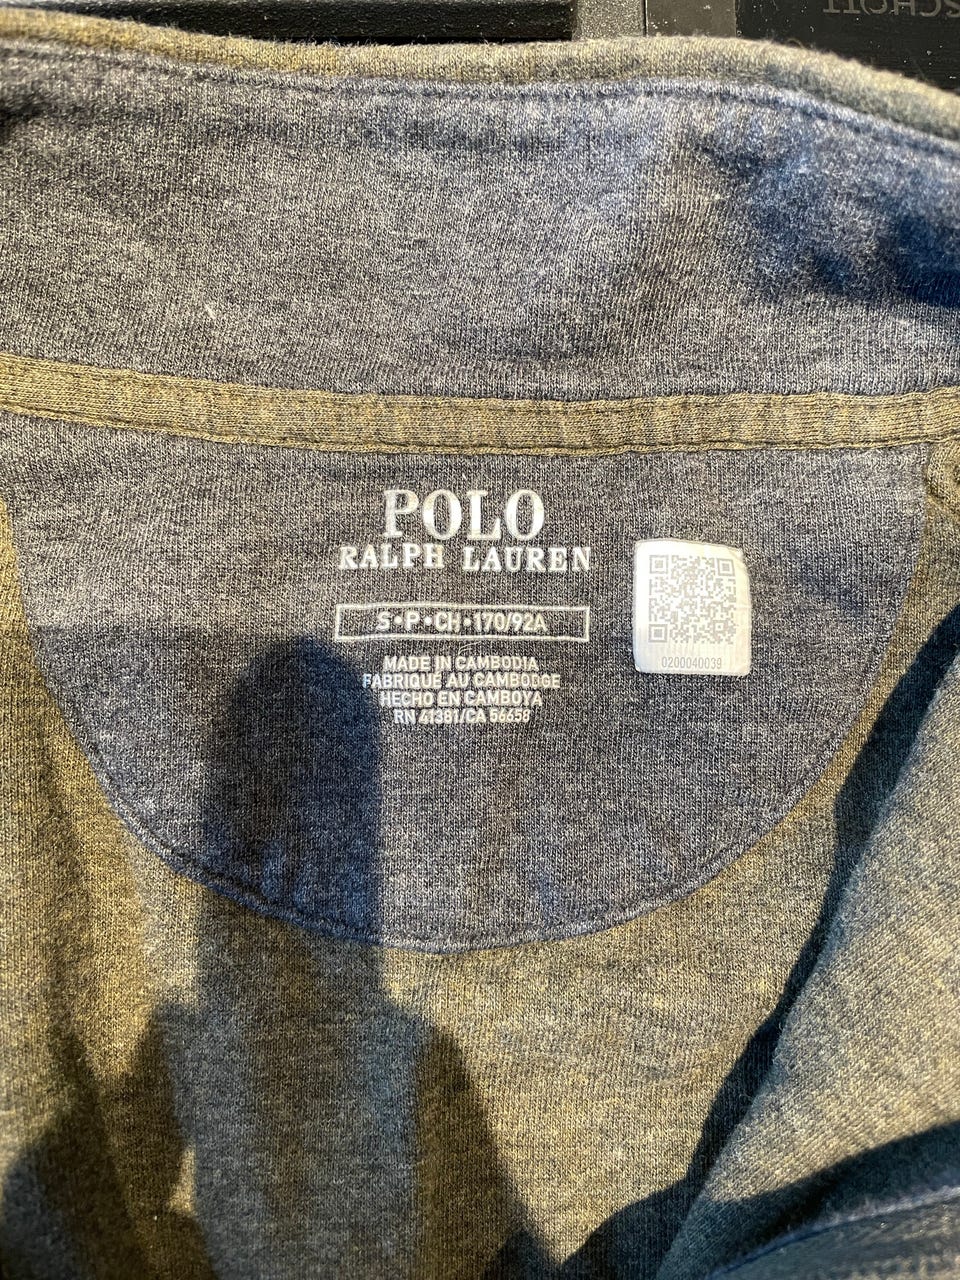 POLO
RALPH LAUREN
S•P•CH•170/92A
MADE IN CAMBODIA
FABRIQUÉ AU CAMBODGE
HECHO EN CAMBOYA
RN 41381/CA 56658
0200040039